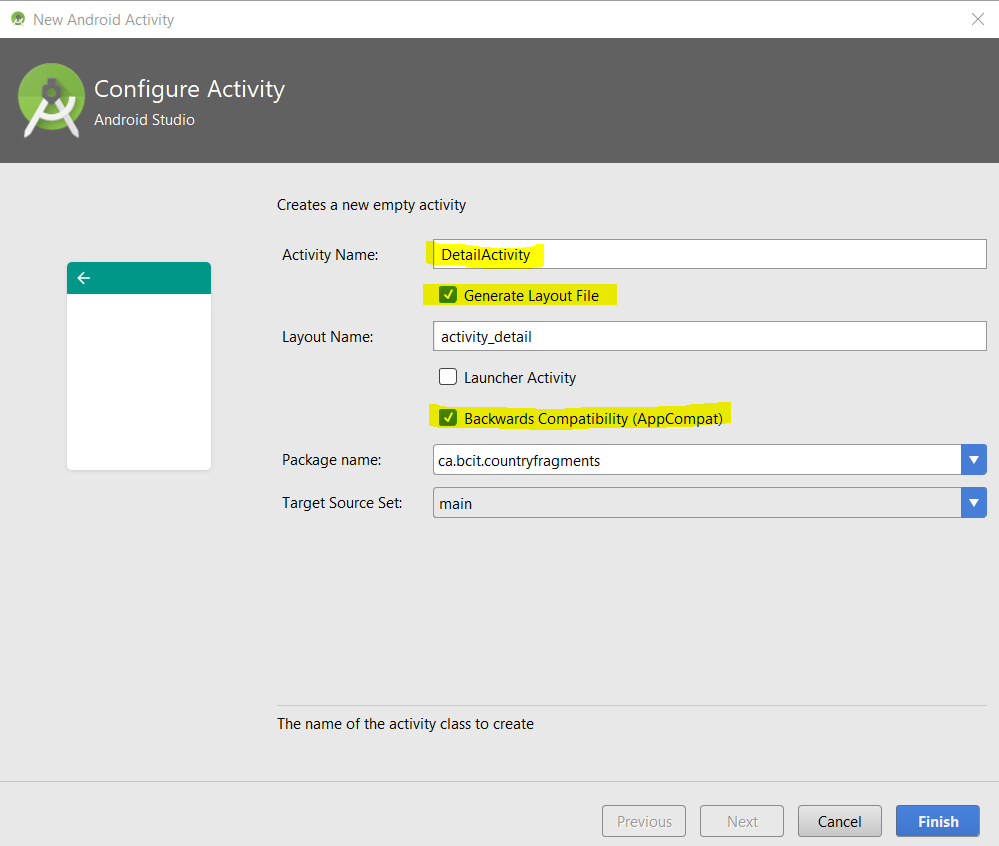 New Android Activity
Configure Activity
Android Studio
Creates a new empty activity
Activity Name: DetailActivity
Generate Layout File
Layout Name: activity_detail
Launcher Activity
Backwards Compatibility (AppCompat)
Package name: ca.bcit.countryfragments
Target Source Set: main
The name of the activity class to create
Previous Next Cancel Finish